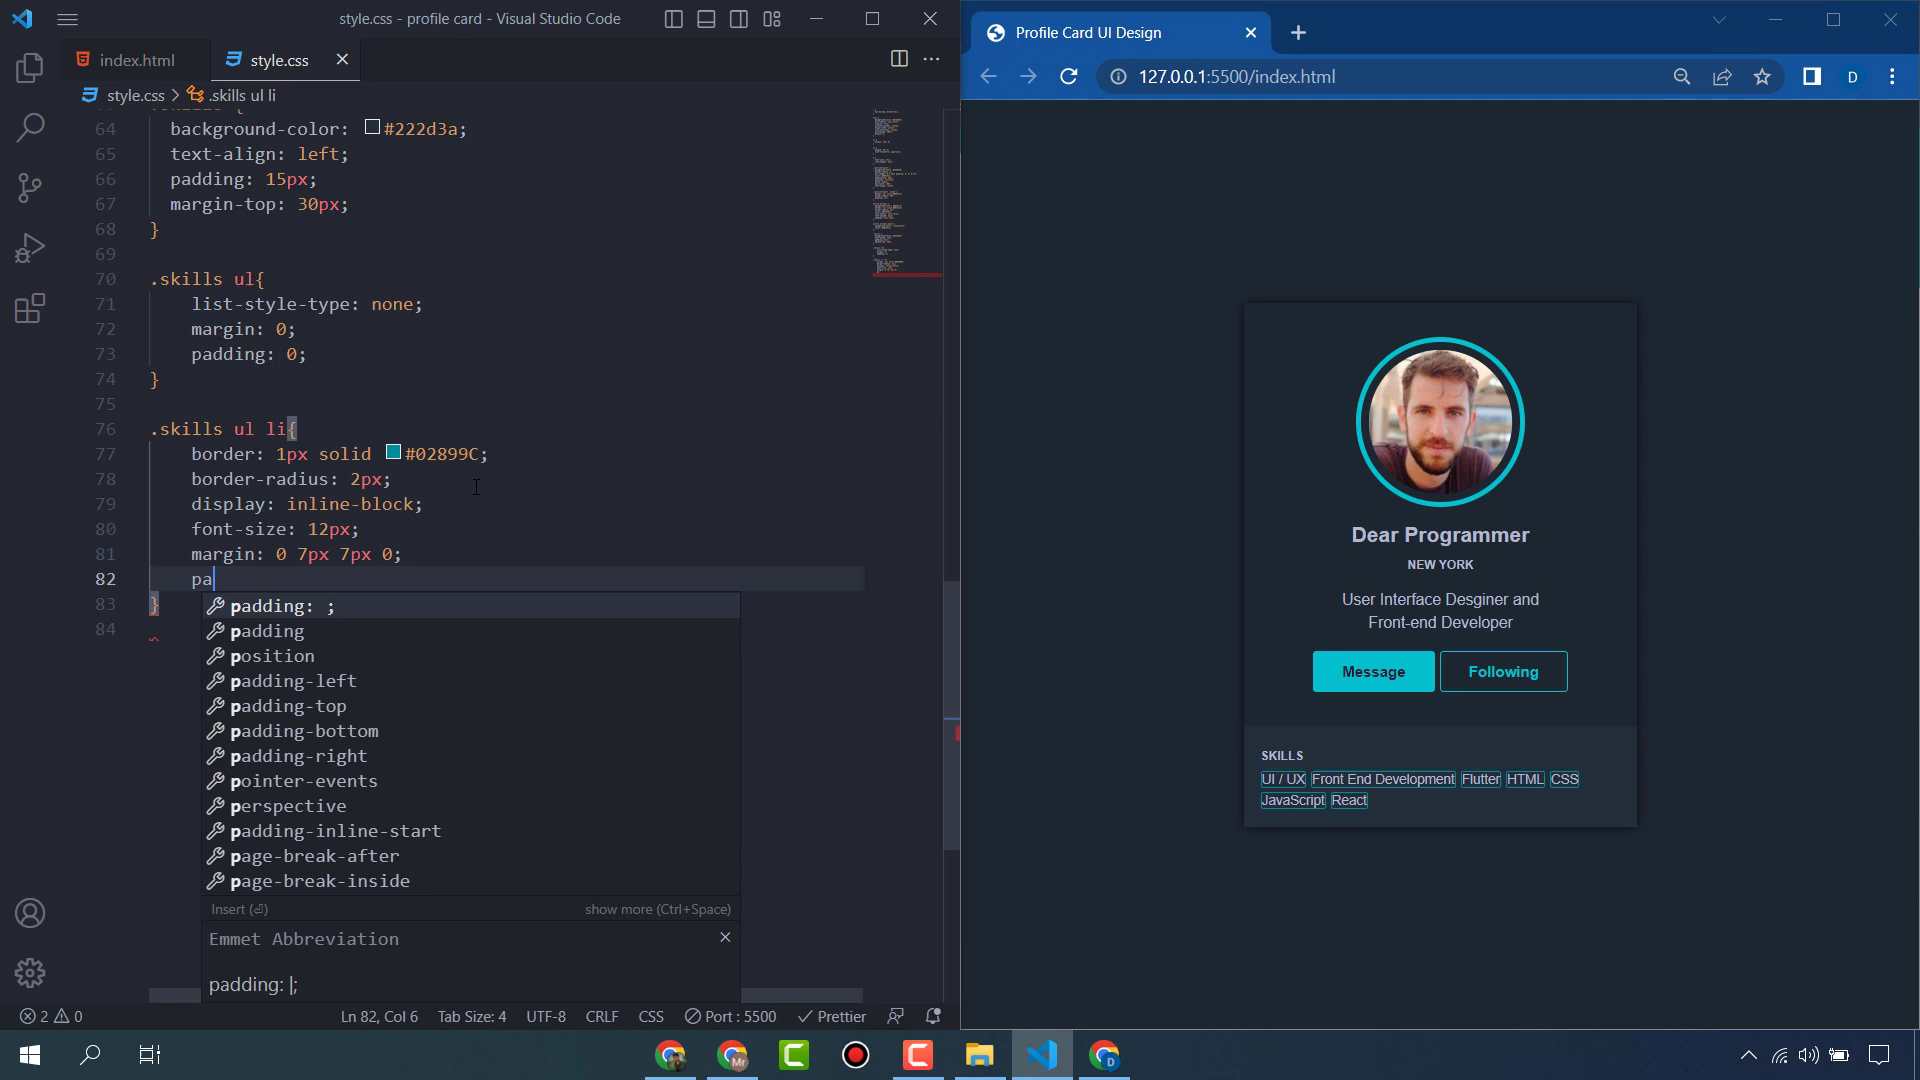 style.css - profile card - Visual Studio Code
index.html
style.css
style.css > .skills ul li
64 background-color: #222d3a;
65 text-align: left;
66 padding: 15px;
67 margin-top: 30px;
68 }
69
70 .skills ul{
71 list-style-type: none;
72 margin: 0;
73 padding: 0;
74 }
75
76 .skills ul li{
77 border: 1px solid #02899C;
78 border-radius: 2px;
79 display: inline-block;
80 font-size: 12px;
81 margin: 0 7px 7px 0;
82 pa
83 }
84
padding: ;
padding
position
padding-left
padding-top
padding-bottom
padding-right
pointer-events
perspective
padding-inline-start
page-break-after
page-break-inside
Insert (⏎) show more (Ctrl+Space)
Emmet Abbreviation
padding: |;
2 0 Ln 82, Col 6 Tab Size: 4 UTF-8 CRLF CSS Port : 5500 Prettier
Profile Card UI Design
127.0.0.1:5500/index.html
D
Dear Programmer
NEW YORK
User Interface Desginer and
Front-end Developer
Message Following
SKILLS
UI / UX Front End Development Flutter HTML CSS
JavaScript React
Mr
D